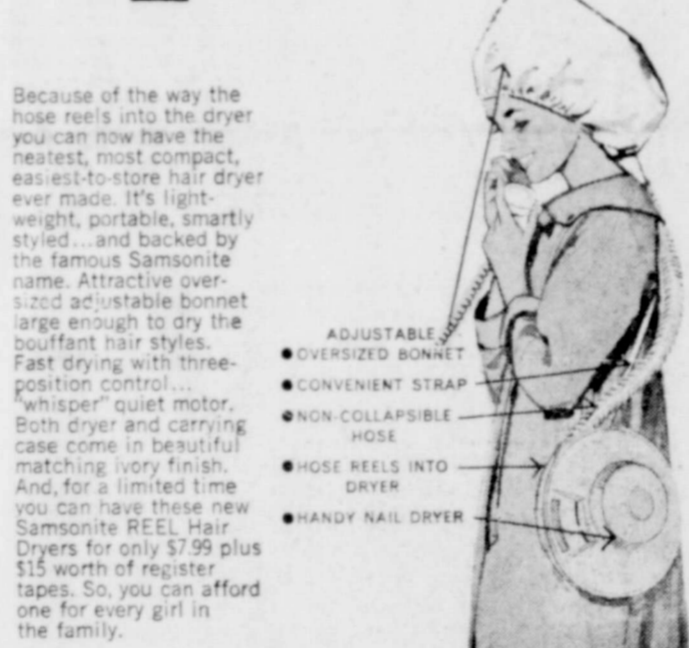 Because of the way the
hose reels into the dryer
you can now have the
neatest, most compact,
easiest-to-store hair dryer
ever made. It's light-
weight, portable, smartly
styled...and backed by
the famous Samsonite
name. Attractive over-
sized adjustable bonnet
large enough to dry the
bouffant hair styles.
Fast drying with three-
position control...
"whisper" quiet motor.
Both dryer and carrying
case come in beautiful
matching ivory finish.
And, for a limited time
you can have these new
Samsonite REEL Hair
Dryers for only $7.99 plus
$15 worth of register
tapes. So, you can afford
one for every girl in
the family.
ADJUSTABLE
●OVERSIZED BONNET
●CONVENIENT STRAP
●NON-COLLAPSIBLE
HOSE
●HOSE REELS INTO
DRYER
●HANDY NAIL DRYER